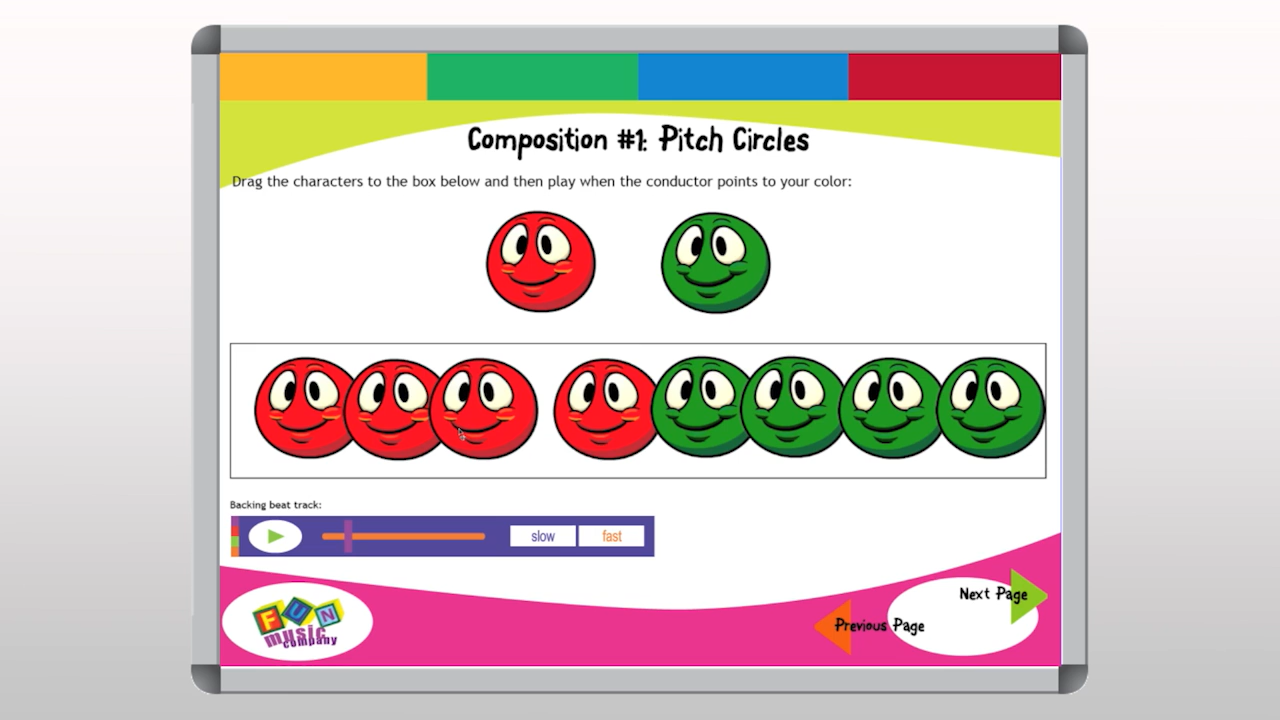 Composition #1: Pitch Circles
Drag the characters to the box below and then play when the conductor points to your color:
Backing beat track:
slow
fast
FUN
music
company
Next Page
Previous Page